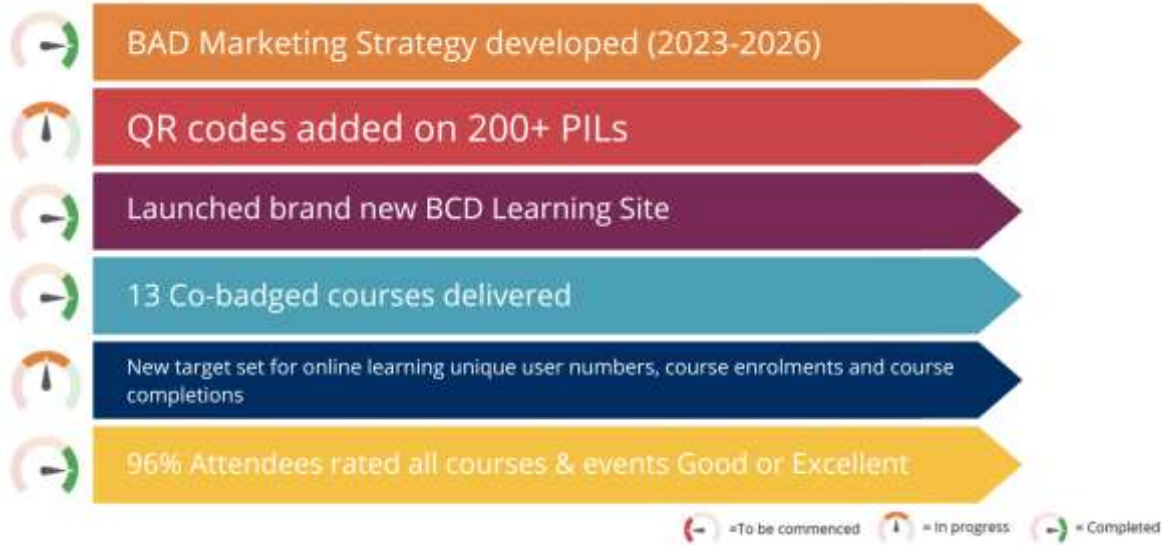 BAD Marketing Strategy developed (2023-2026)
QR codes added on 200+ PILs
Launched brand new BCD Learning Site
13 Co-badged courses delivered
New target set for online learning unique user numbers, course enrolments and course
completions
96% Attendees rated all courses & events Good or Excellent
=To be commenced = In progress = Completed